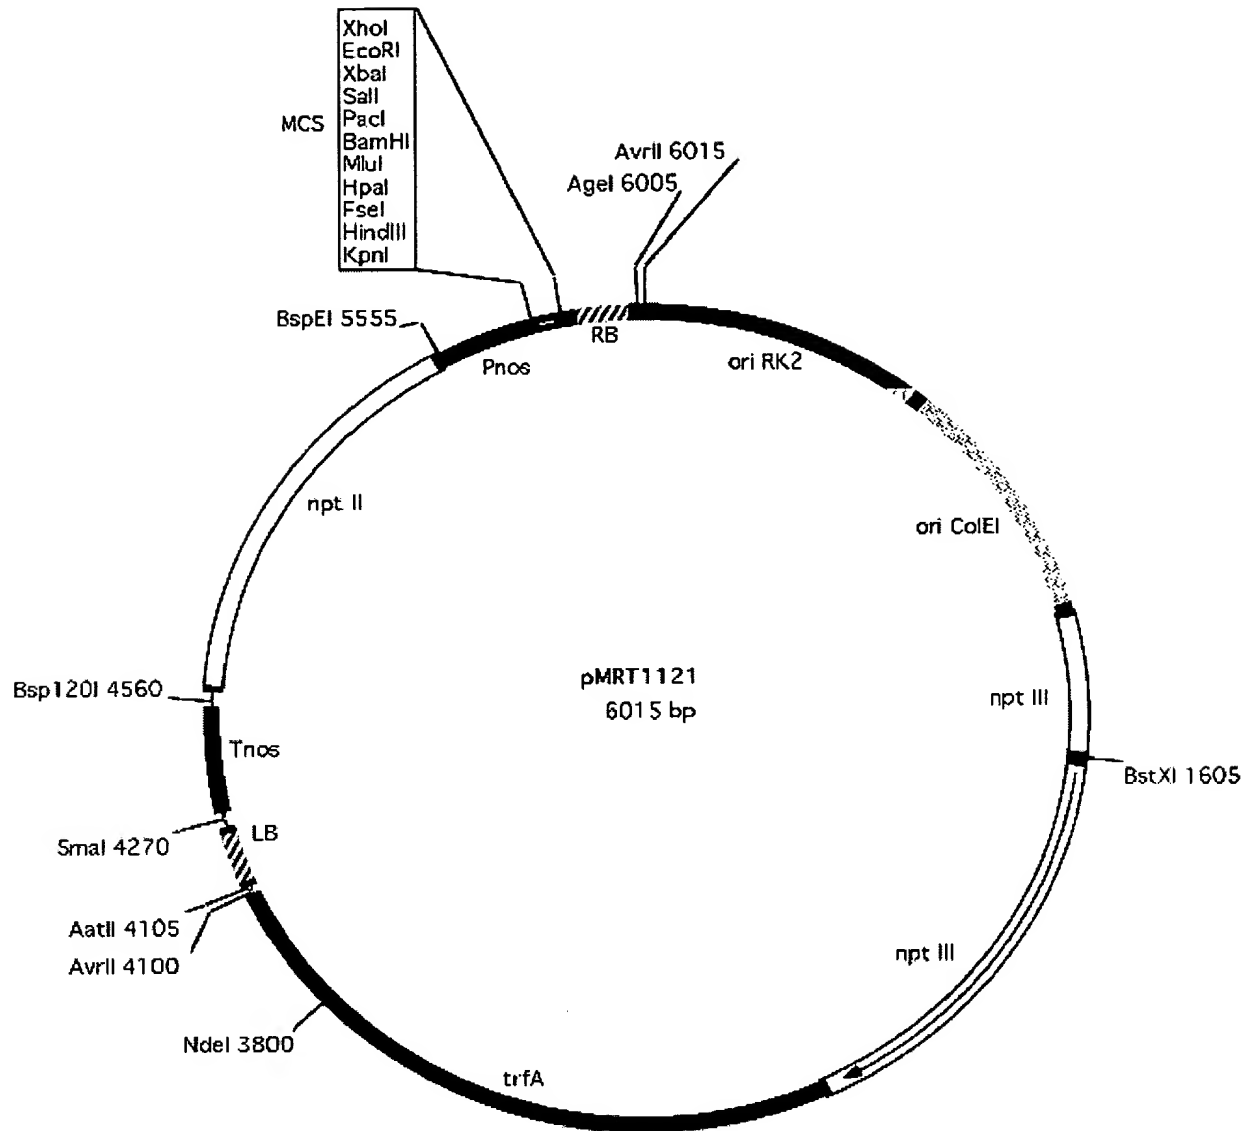 XhoI
EcoRI
XbaI
SalI
PacI
BamHI
MluI
HpaI
FseI
HindIII
KpnI
MCS
AvrII 6015
AgeI 6005
BspEI 5555
Pnos
RB
ori RK2
npt II
ori ColEI
Bsp120I 4560
pMRT1121
6015 bp
npt III
Tnos
BstXI 1605
SmaI 4270
LB
AatII 4105
AvrII 4100
npt III
NdeI 3800
trfA